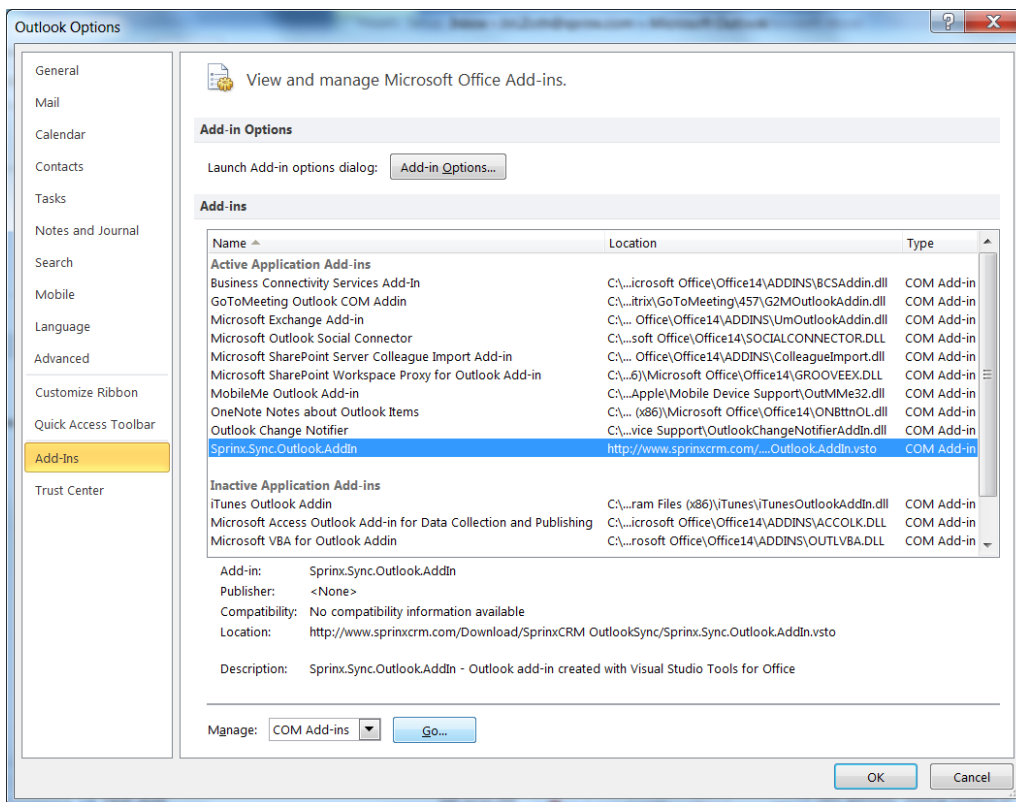 Outlook Options
General
Mail
Calendar
Contacts
Tasks
Notes and Journal
Search
Mobile
Language
Advanced
Customize Ribbon
Quick Access Toolbar
Add-Ins
Trust Center
View and manage Microsoft Office Add-ins.
Add-in Options
Launch Add-in options dialog: Add-in Options...
Add-ins
Name Location Type
Active Application Add-ins
Business Connectivity Services Add-In C:\...icrosoft Office\Office14\ADDINS\BCSAddin.dll COM Add-in
GoToMeeting Outlook COM Addin C:\...itrix\GoToMeeting\457\G2MOutlookAddin.dll COM Add-in
Microsoft Exchange Add-in C:\... Office\Office14\ADDINS\UmOutlookAddin.dll COM Add-in
Microsoft Outlook Social Connector C:\...soft Office\Office14\SOCIALCONNECTOR.DLL COM Add-in
Microsoft SharePoint Server Colleague Import Add-in C:\... Office\Office14\ADDINS\ColleagueImport.dll COM Add-in
Microsoft SharePoint Workspace Proxy for Outlook Add-in C:\...6)\Microsoft Office\Office14\GROOVEEX.DLL COM Add-in
MobileMe Outlook Add-in C:\...Apple\Mobile Device Support\OutMMe32.dll COM Add-in
OneNote Notes about Outlook Items C:\... (x86)\Microsoft Office\Office14\ONBttnOL.dll COM Add-in
Outlook Change Notifier C:\...vice Support\OutlookChangeNotifierAddIn.dll COM Add-in
Sprinx.Sync.Outlook.AddIn http://www.sprinxcrm.com/....Outlook.AddIn.vsto COM Add-in
Inactive Application Add-ins
iTunes Outlook Addin C:\...ram Files (x86)\iTunes\iTunesOutlookAddIn.dll COM Add-in
Microsoft Access Outlook Add-in for Data Collection and Publishing C:\...icrosoft Office\Office14\ADDINS\ACCOLK.DLL COM Add-in
Microsoft VBA for Outlook Addin C:\...rosoft Office\Office14\ADDINS\OUTLVBA.DLL COM Add-in
Add-in: Sprinx.Sync.Outlook.AddIn
Publisher: <None>
Compatibility: No compatibility information available
Location: http://www.sprinxcrm.com/Download/SprinxCRM OutlookSync/Sprinx.Sync.Outlook.AddIn.vsto
Description: Sprinx.Sync.Outlook.AddIn - Outlook add-in created with Visual Studio Tools for Office
Manage: COM Add-ins Go...
OK Cancel